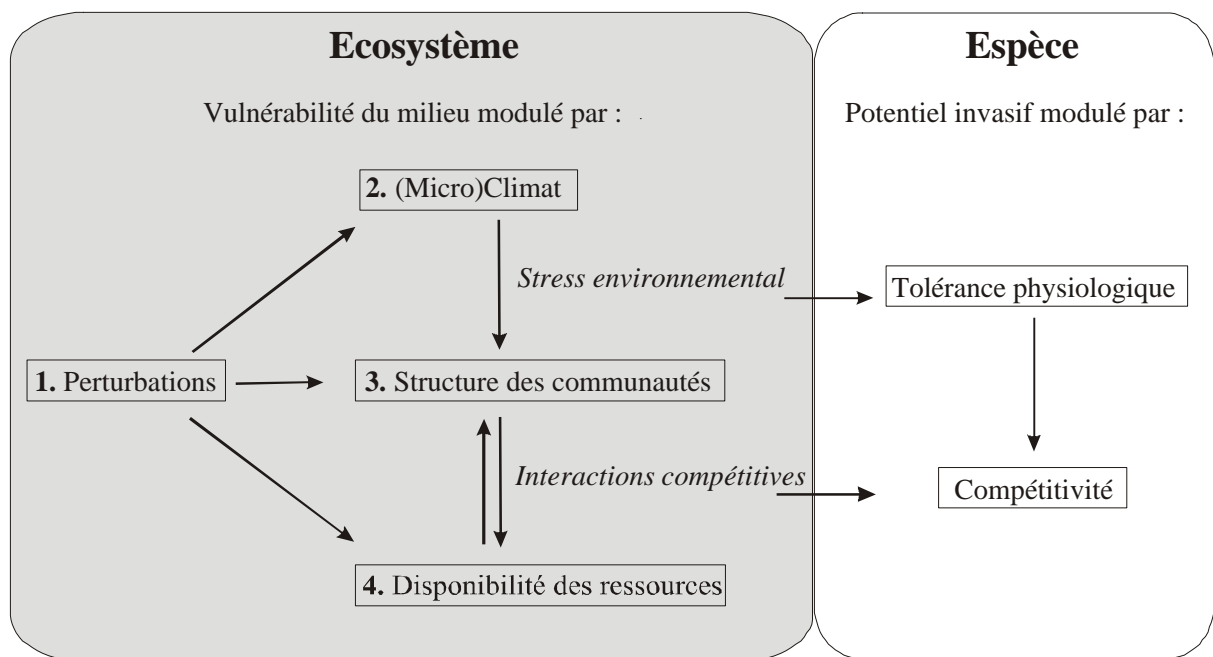 Ecosystème
Vulnérabilité du milieu modulé par :
2. (Micro)Climat
Stress environnemental
1. Perturbations
3. Structure des communautés
Interactions compétitives
4. Disponibilité des ressources
Espèce
Potentiel invasif modulé par :
Tolérance physiologique
Compétitivité